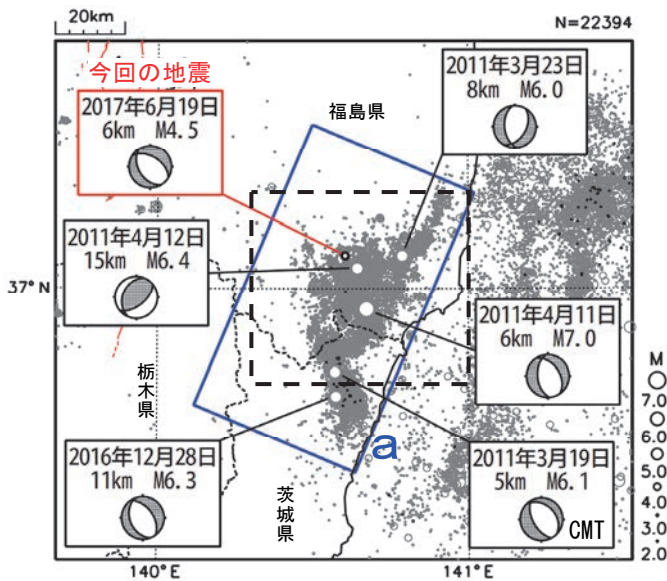 20km
N=22394
今回の地震
2017年6月19日
6km M4.5
福島県
2011年3月23日
8km M6.0
2011年4月12日
15km M6.4
37°N
2011年4月11日
6km M7.0
栃木県
a
2016年12月28日
11km M6.3
茨城県
2011年3月19日
5km M6.1
CMT
M
7.0
6.0
5.0
4.0
3.0
2.0
140°E
141°E